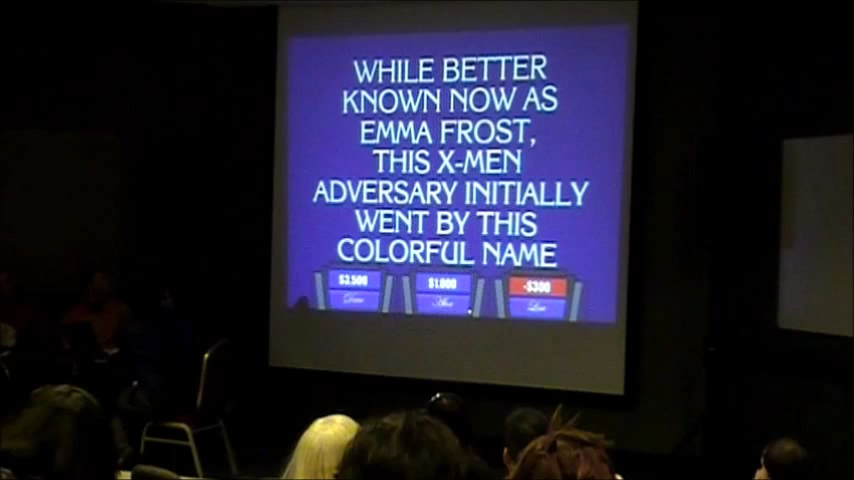 WHILE BETTER
KNOWN NOW AS
EMMA FROST,
THIS X-MEN
ADVERSARY INITIALLY
WENT BY THIS
COLORFUL NAME
$3,500 $1,000 -$300